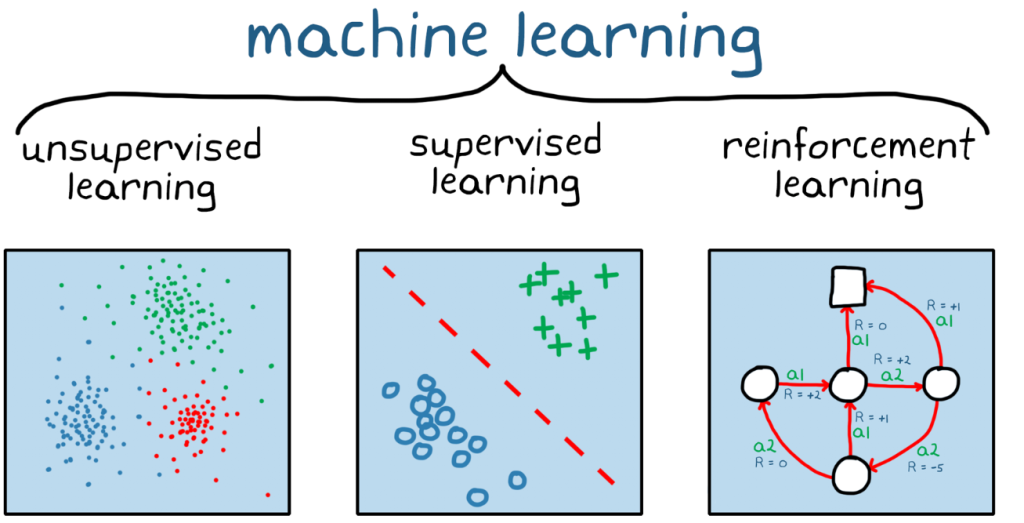 machine learning
unsupervised
learning
supervised
learning
reinforcement
learning
R = +1
a1
R = 0
a1
R = +2
a1
a2
R = +2
R = +1
a1
a2
a2
R = 0
R = -5